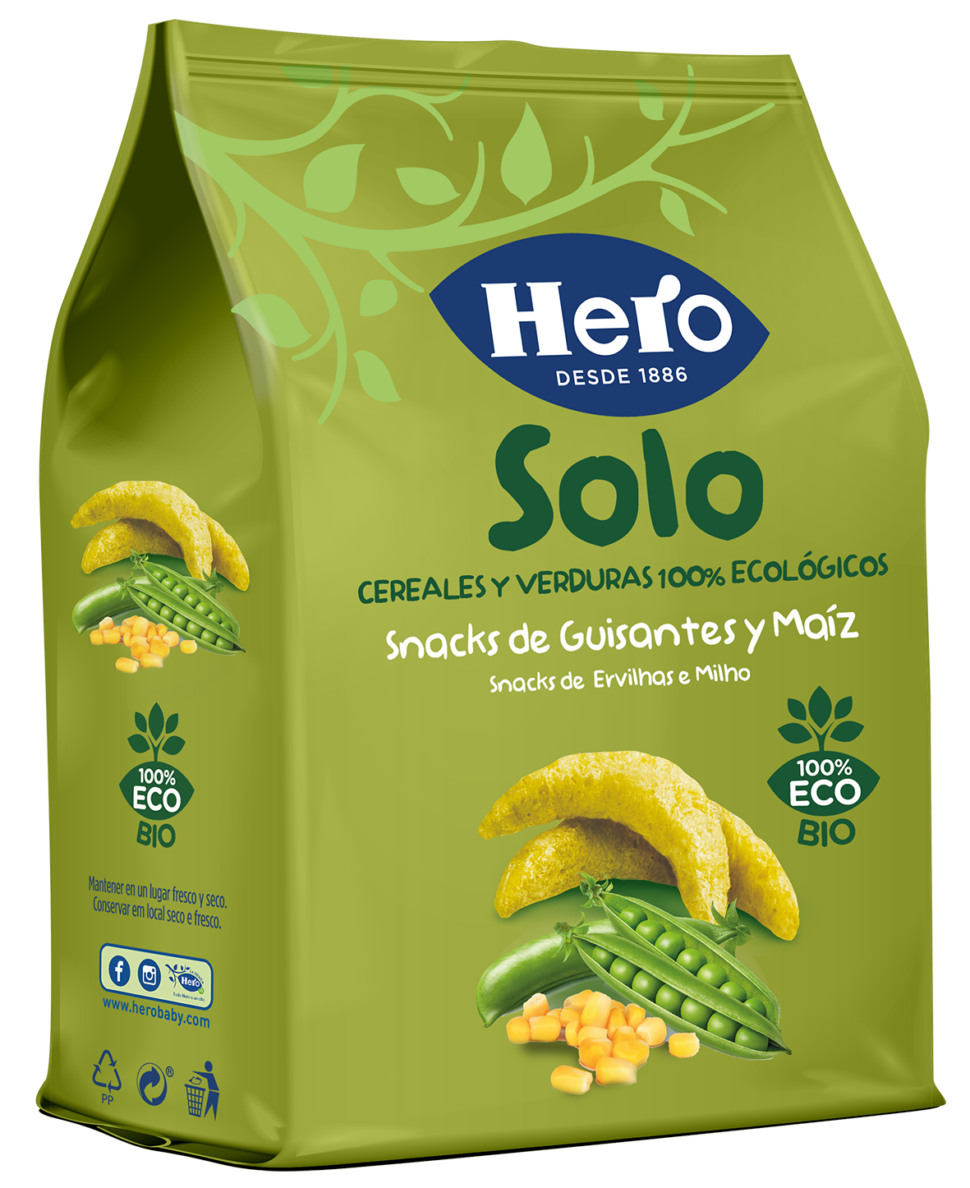 Hero
DESDE 1886
Solo
CEREALES Y VERDURAS 100% ECOLÓGICOS
Snacks de Guisantes y Maíz
Snacks de Ervilhas e Milho
100%
ECO
BIO
100%
ECO
BIO
Mantener en un lugar fresco y seco.
Conservar em local seco e fresco.
Hero
www.herobaby.com
PP